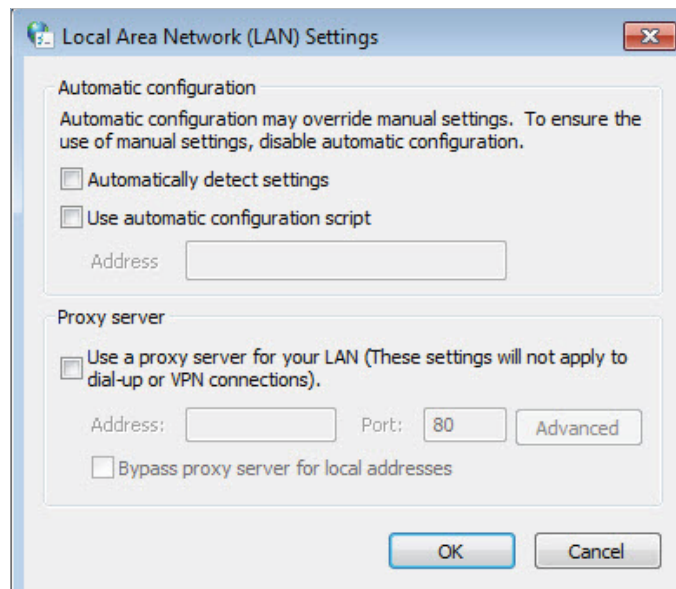 Local Area Network (LAN) Settings
Automatic configuration
Automatic configuration may override manual settings. To ensure the
use of manual settings, disable automatic configuration.
Automatically detect settings
Use automatic configuration script
Address
Proxy server
Use a proxy server for your LAN (These settings will not apply to
dial-up or VPN connections).
Address: Port: 80 Advanced
Bypass proxy server for local addresses
OK Cancel